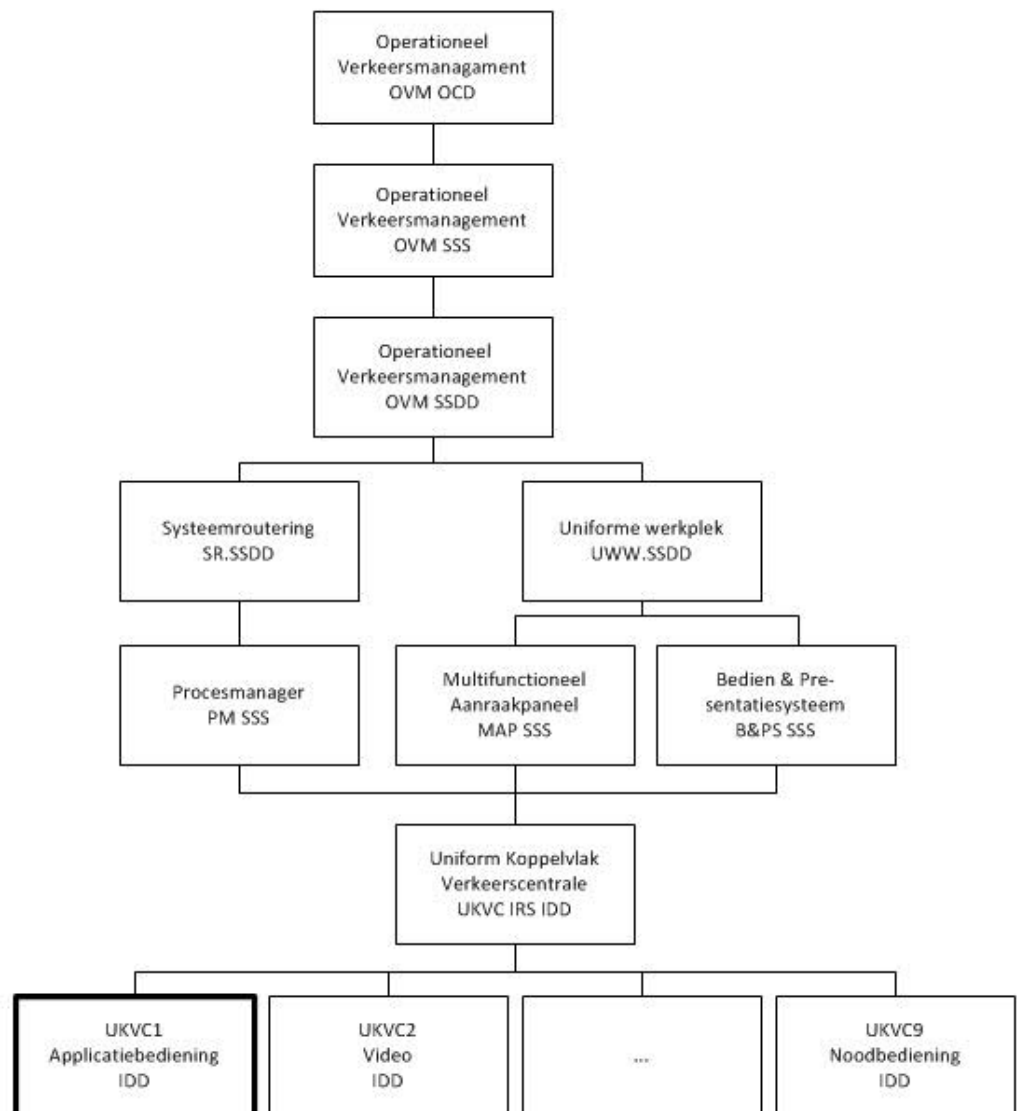 Operationeel
Verkeersmanagament
OVM OCD
Operationeel
Verkeersmanagement
OVM SSS
Operationeel
Verkeersmanagement
OVM SSDD
Systeemroutering
SR.SSDD
Uniforme werkplek
UWW.SSDD
Procesmanager
PM SSS
Multifunctioneel
Aanraakpaneel
MAP SSS
Bedien & Pre-
sentatiesysteem
B&PS SSS
Uniform Koppelvlak
Verkeerscentrale
UKVC IRS IDD
UKVC1
Applicatiebediening
IDD
UKVC2
Video
IDD
...
UKVC9
Noodbediening
IDD